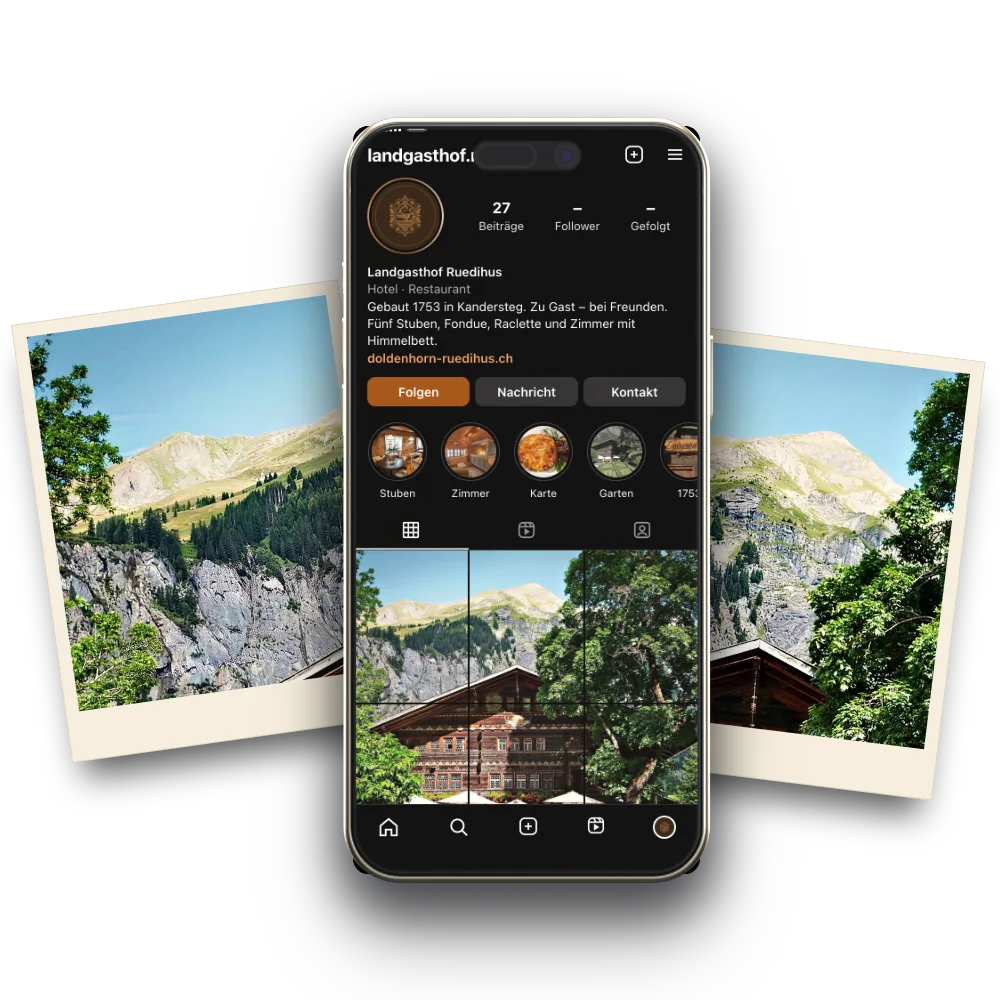 landgasthof.
27
–
–
Beiträge
Follower
Gefolgt
Landgasthof Ruedihus
Hotel · Restaurant
Gebaut 1753 in Kandersteg. Zu Gast – bei Freunden.
Fünf Stuben, Fondue, Raclette und Zimmer mit
Himmelbett.
doldenhorn-ruedihus.ch
Folgen
Nachricht
Kontakt
Stuben
Zimmer
Karte
Garten
1753